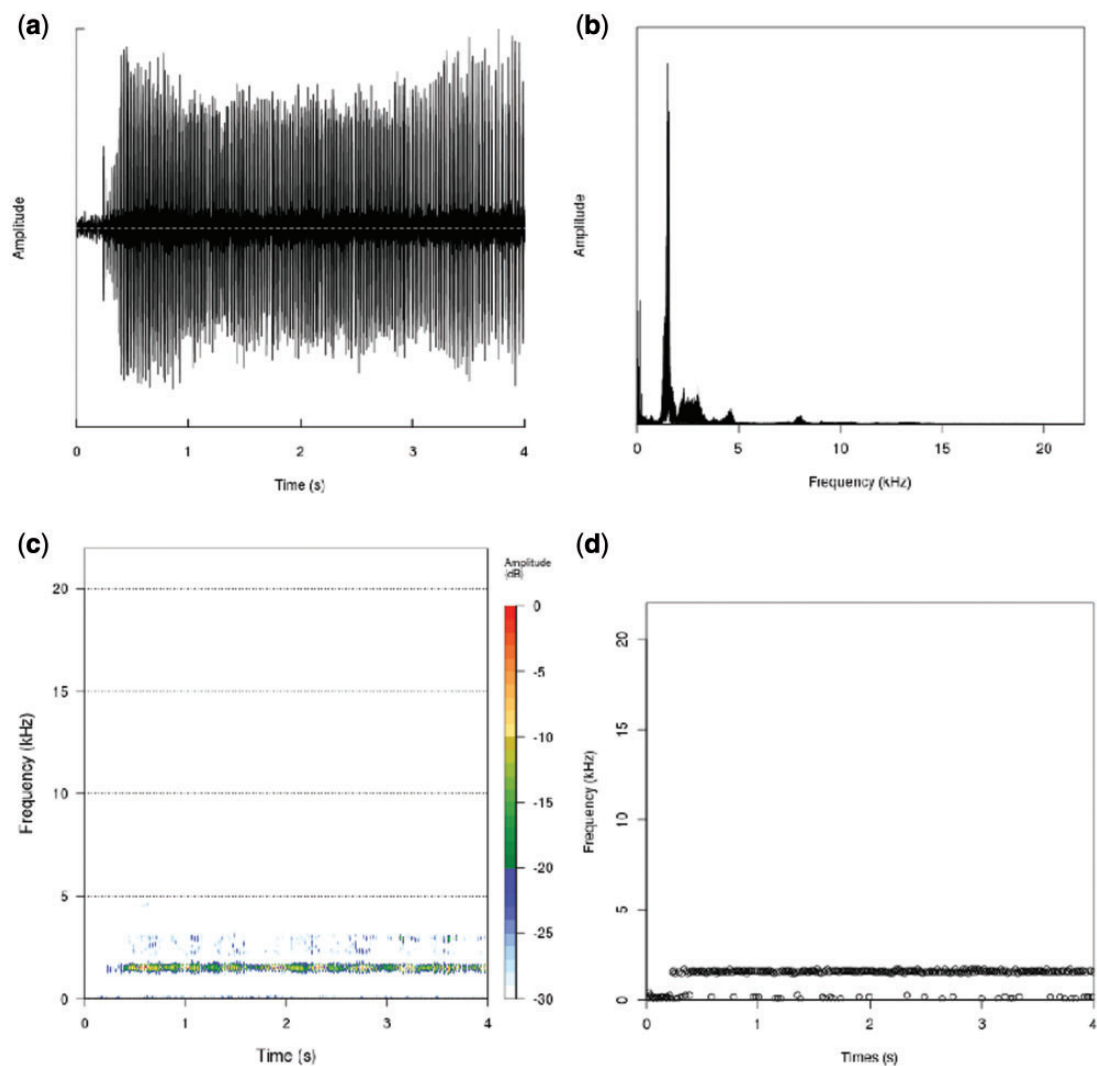 (a)
Amplitude
0 1 2 3 4
Time (s)
(b)
Amplitude
0 5 10 15 20
Frequency (kHz)
(c)
Frequency (kHz)
20
15
10
5
0
0 1 2 3 4
Time (s)
Amplitude
(dB)
0
-5
-10
-15
-20
-25
-30
(d)
Frequency (kHz)
20
15
10
5
0
0 1 2 3 4
Times (s)